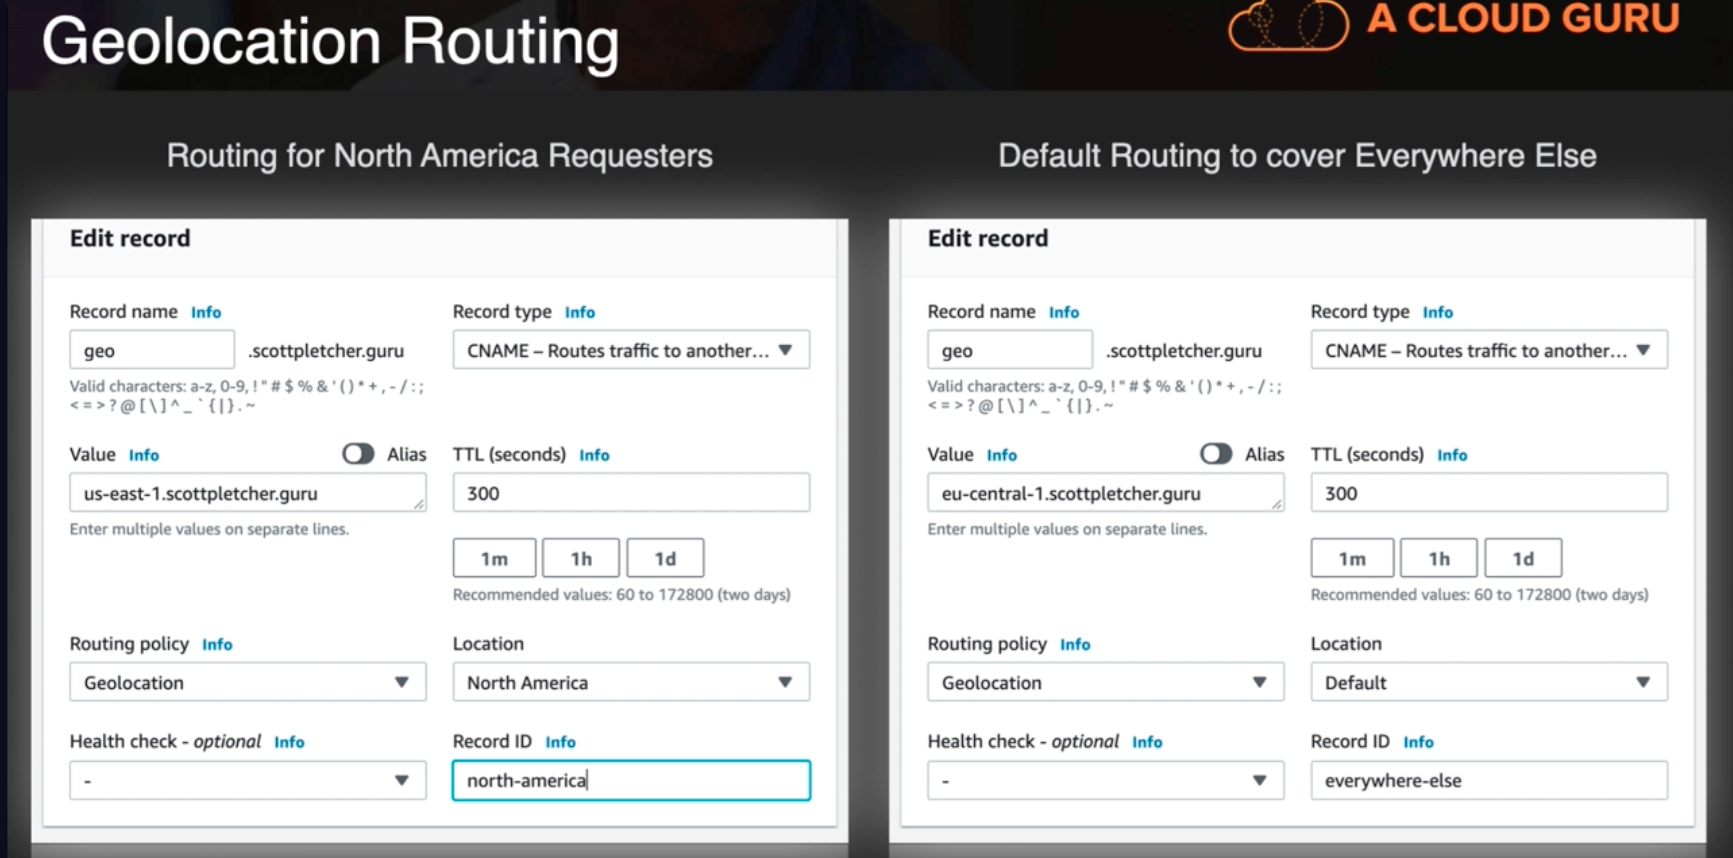 Geolocation Routing
A CLOUD GURU
Routing for North America Requesters
Edit record
Record name Info
Record type Info
geo
.scottpletcher.guru
CNAME – Routes traffic to another...
Valid characters: a-z, 0-9, ! " # $ % & ' ( ) * + , - / : ;
< = > ? @ [ \ ] ^ _ ` { | } . ~
Value Info
Alias
TTL (seconds) Info
us-east-1.scottpletcher.guru
300
Enter multiple values on separate lines.
1m
1h
1d
Recommended values: 60 to 172800 (two days)
Routing policy Info
Location
Geolocation
North America
Health check - optional Info
Record ID Info
-
north-america
Default Routing to cover Everywhere Else
Edit record
Record name Info
Record type Info
geo
.scottpletcher.guru
CNAME – Routes traffic to another...
Valid characters: a-z, 0-9, ! " # $ % & ' ( ) * + , - / : ;
< = > ? @ [ \ ] ^ _ ` { | } . ~
Value Info
Alias
TTL (seconds) Info
eu-central-1.scottpletcher.guru
300
Enter multiple values on separate lines.
1m
1h
1d
Recommended values: 60 to 172800 (two days)
Routing policy Info
Location
Geolocation
Default
Health check - optional Info
Record ID Info
-
everywhere-else